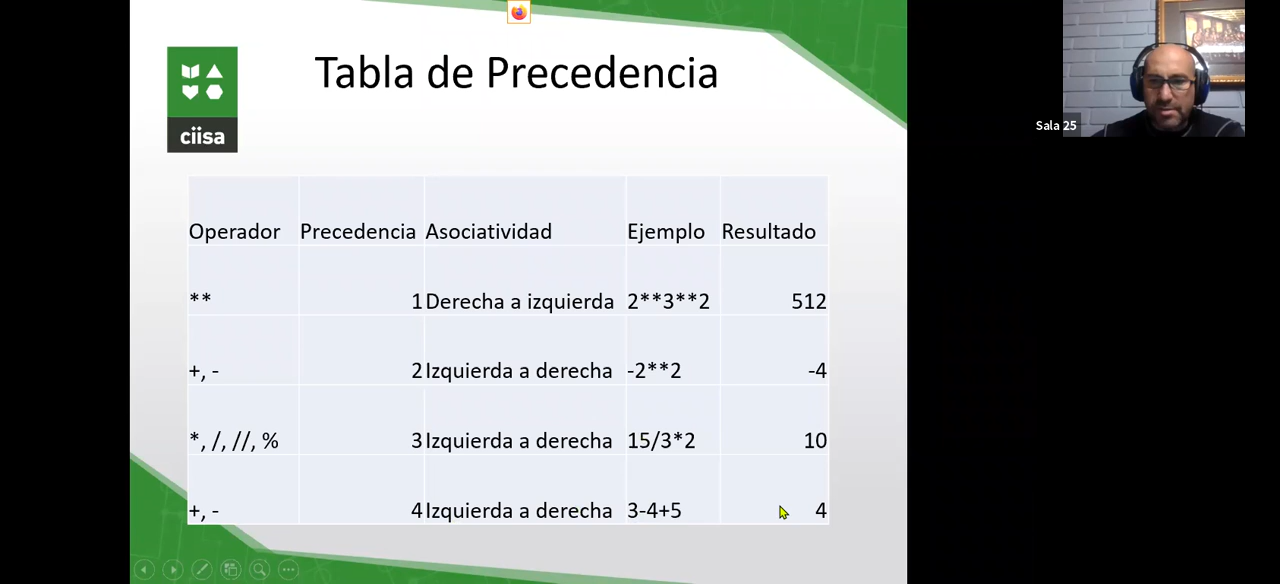 Tabla de Precedencia
ciisa
Sala 25
Operador Precedencia Asociatividad Ejemplo Resultado
** 1 Derecha a izquierda 2**3**2 512
+, - 2 Izquierda a derecha -2**2 -4
*, /, //, % 3 Izquierda a derecha 15/3*2 10
+, - 4 Izquierda a derecha 3-4+5 4